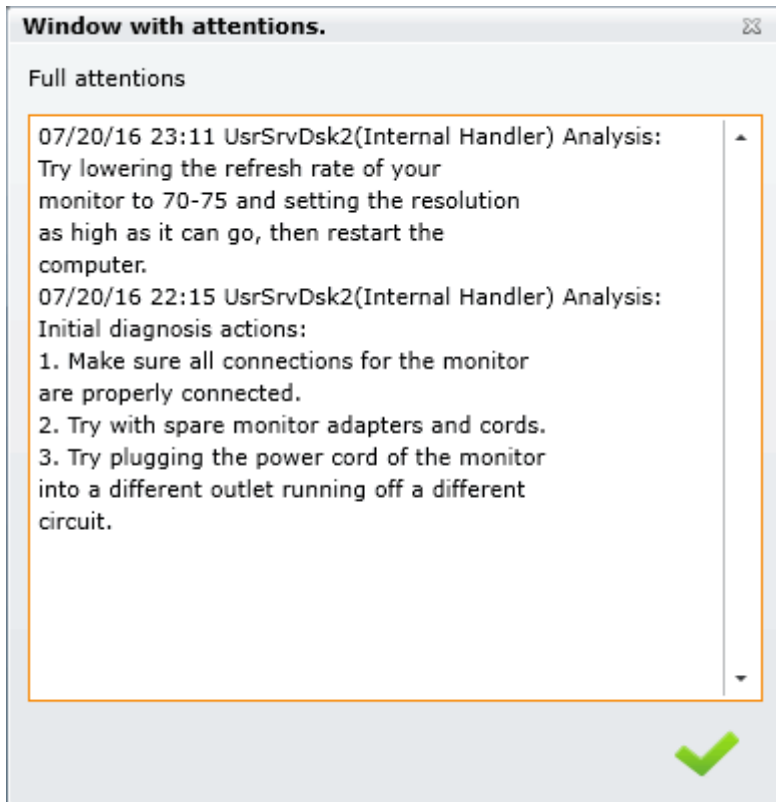 Window with attentions.
Full attentions
07/20/16 23:11 UsrSrvDsk2(Internal Handler) Analysis:
Try lowering the refresh rate of your
monitor to 70-75 and setting the resolution
as high as it can go, then restart the
computer.
07/20/16 22:15 UsrSrvDsk2(Internal Handler) Analysis:
Initial diagnosis actions:
1. Make sure all connections for the monitor
are properly connected.
2. Try with spare monitor adapters and cords.
3. Try plugging the power cord of the monitor
into a different outlet running off a different
circuit.